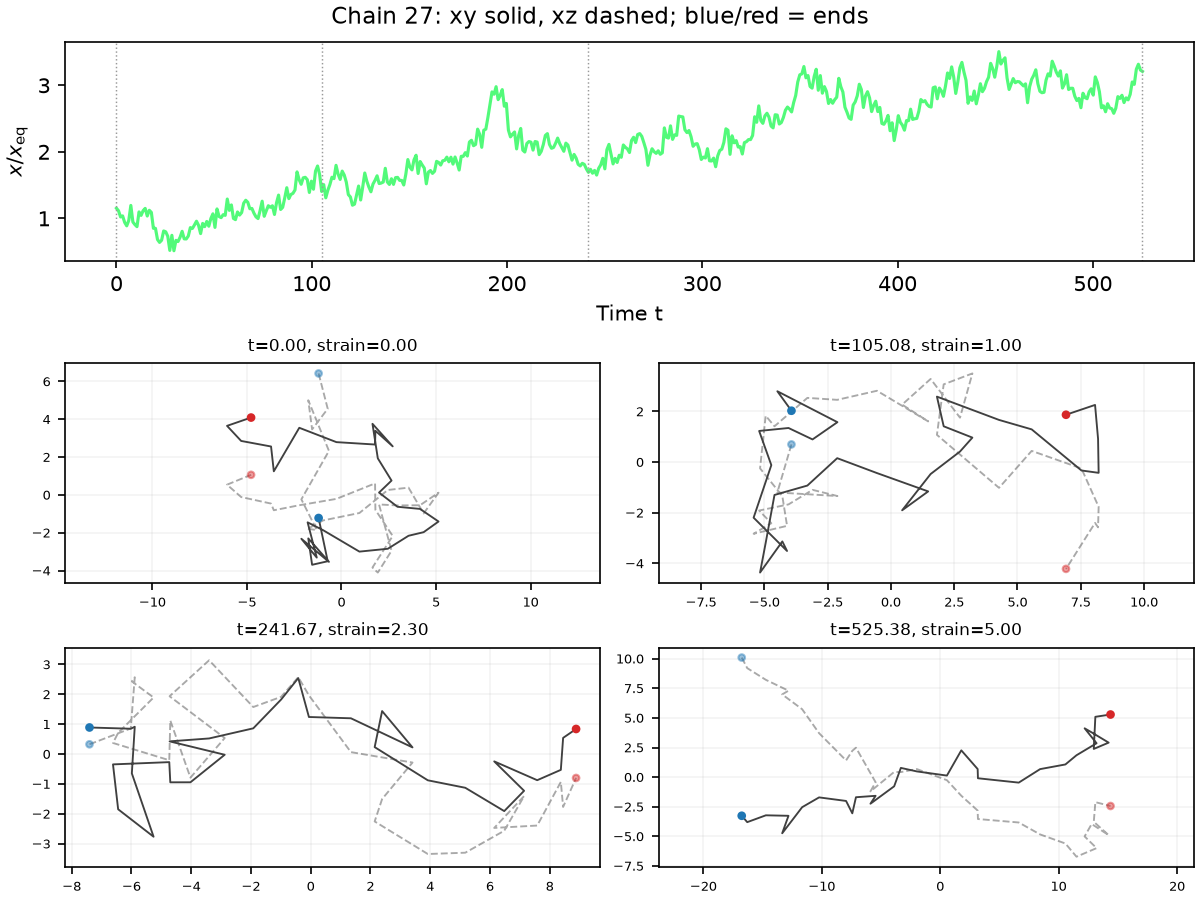 Chain 27: xy solid, xz dashed; blue/red = ends
3
2
1
x/x_eq
0 100 200 300 400 500
Time t
t=0.00, strain=0.00
6
4
2
0
−2
−4
−10 −5 0 5 10
t=105.08, strain=1.00
2
0
−2
−4
−7.5 −5.0 −2.5 0.0 2.5 5.0 7.5 10.0
t=241.67, strain=2.30
3
2
1
0
−1
−2
−3
−8 −6 −4 −2 0 2 4 6 8
t=525.38, strain=5.00
10.0
7.5
5.0
2.5
0.0
−2.5
−5.0
−7.5
−20 −10 0 10 20